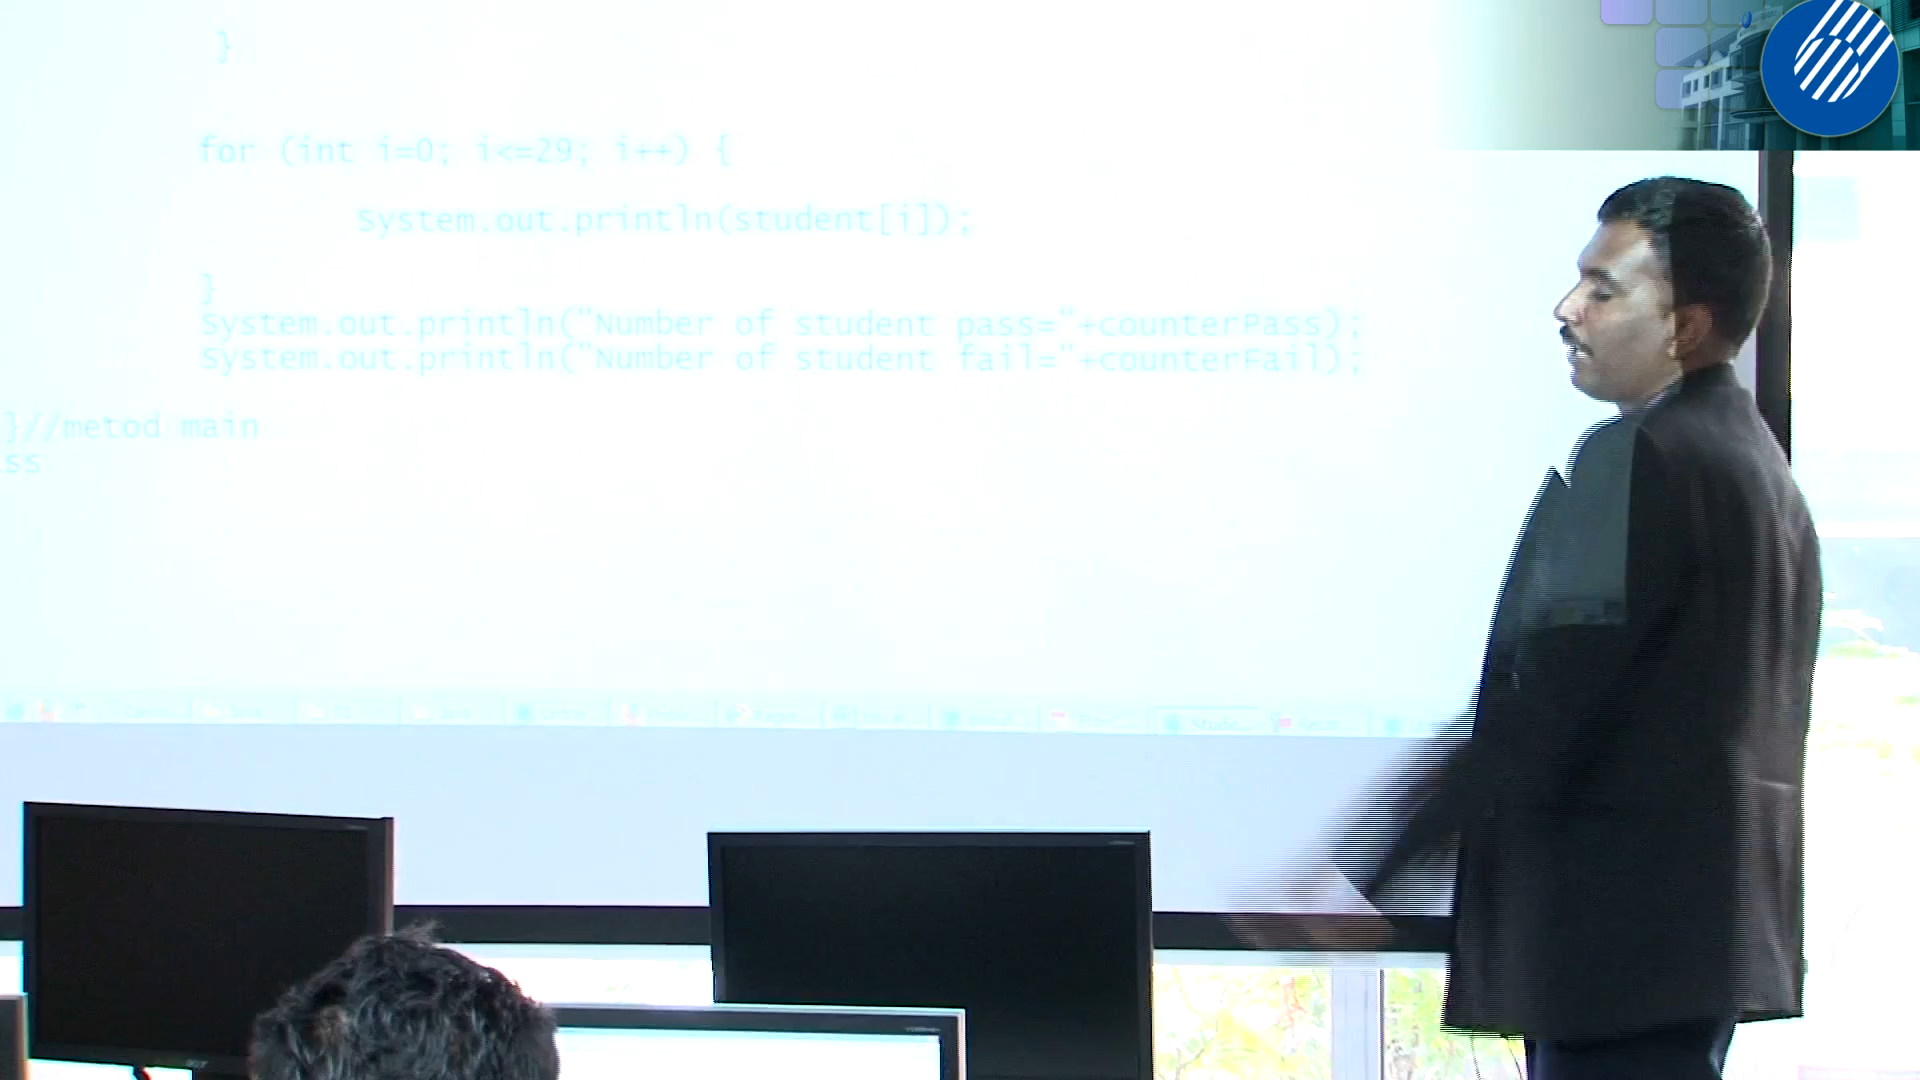 }
for (int i=0; i<=29; i++) {
System.out.println(student[i]);
}
System.out.println("Number of student pass="+counterPass);
System.out.println("Number of student fail="+counterFail);
}//metod main
ss